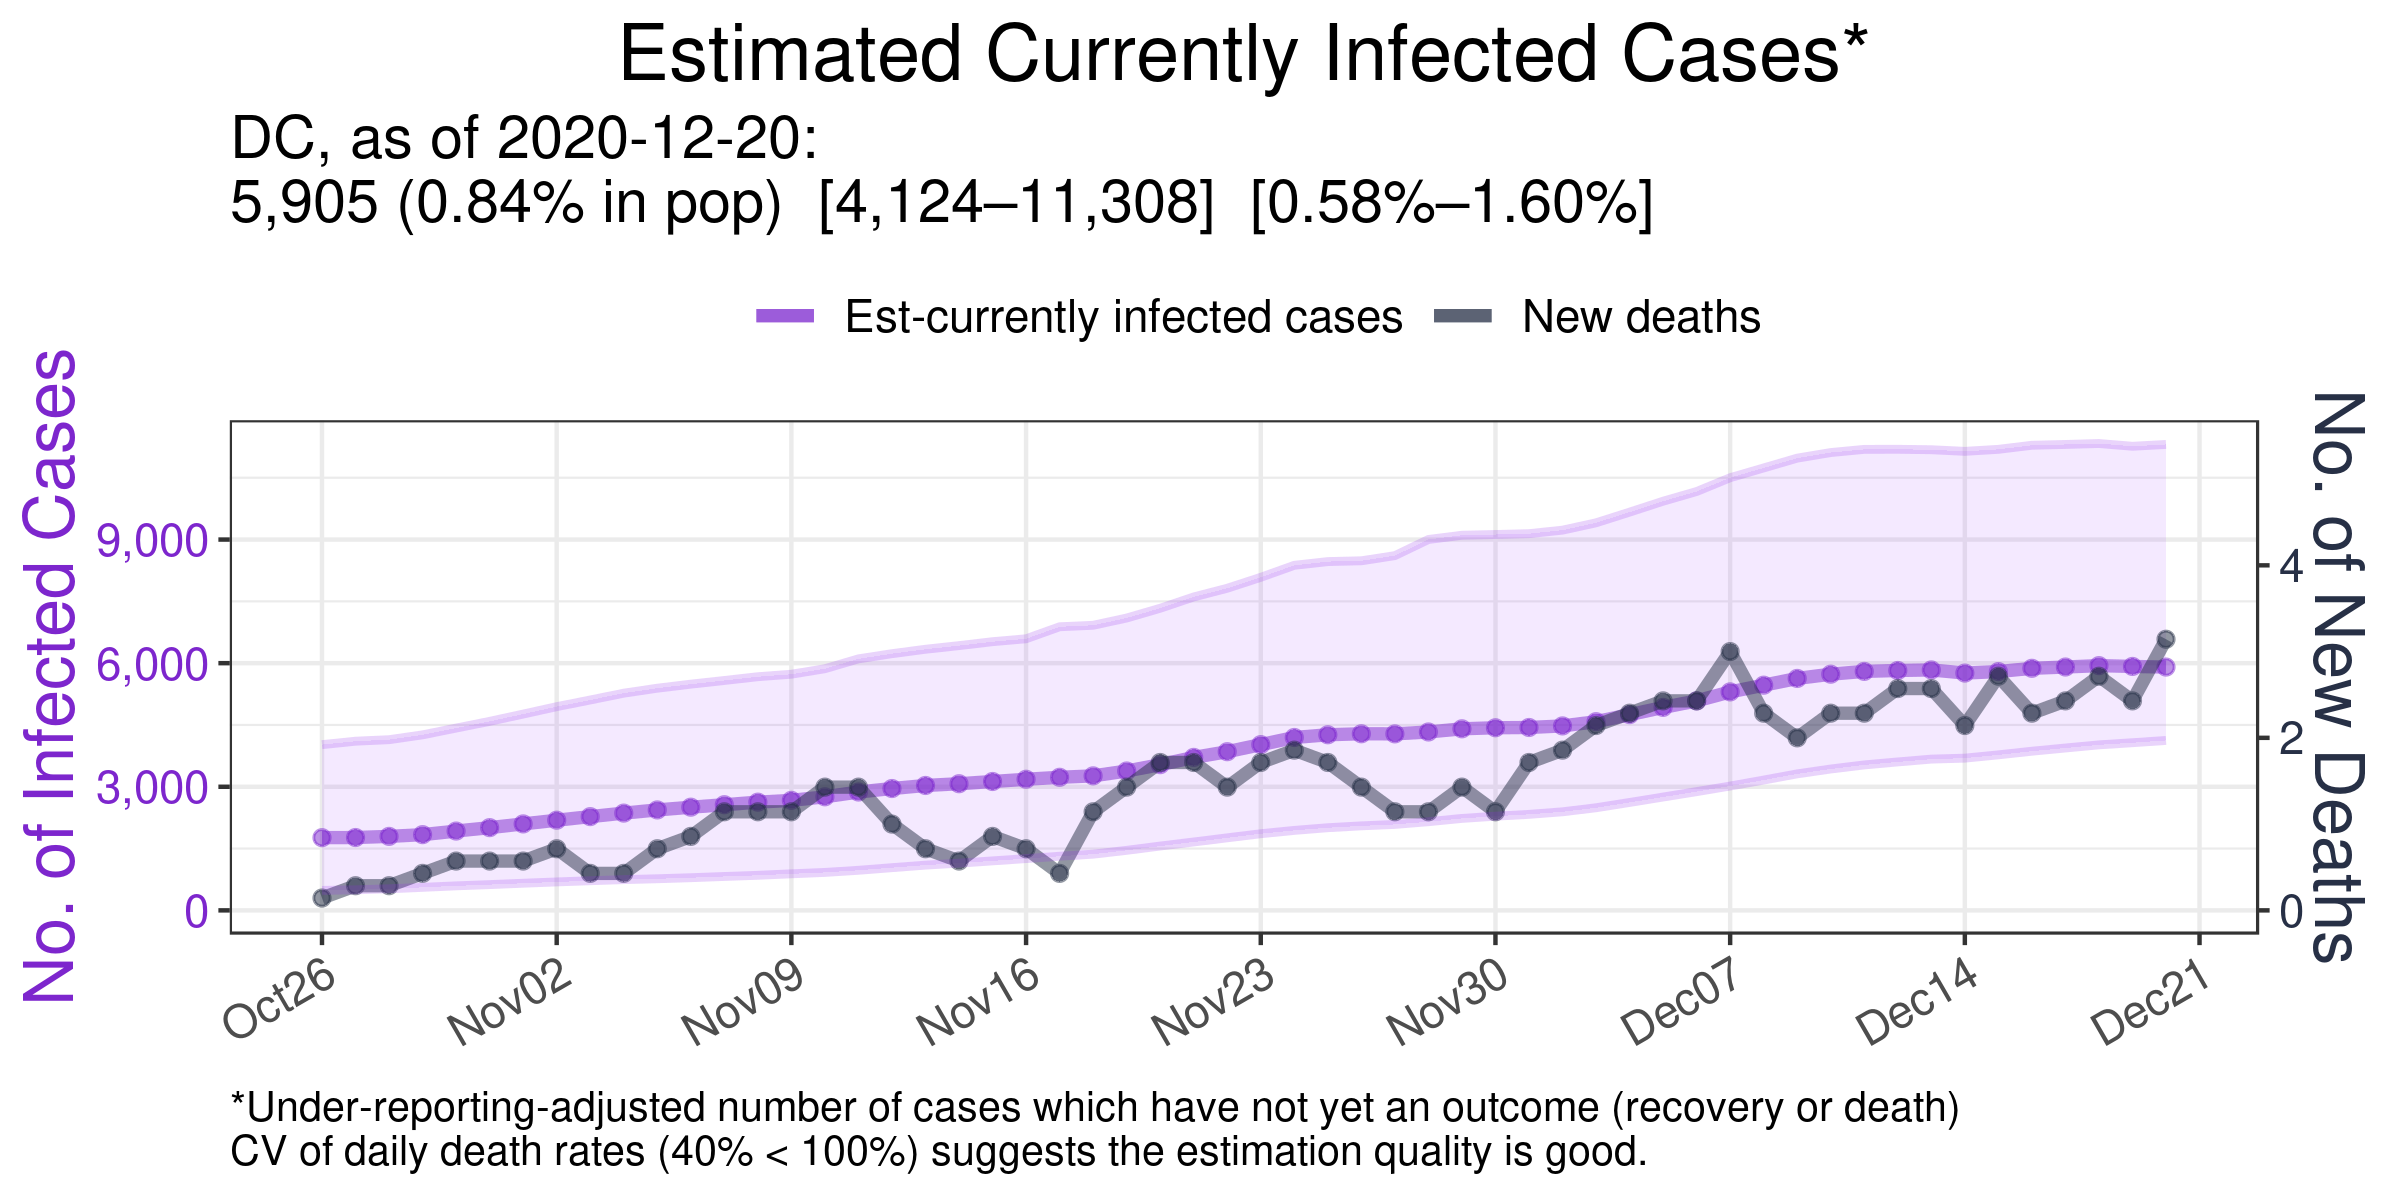 Estimated Currently Infected Cases*
DC, as of 2020-12-20:
5,905 (0.84% in pop)  [4,124–11,308]  [0.58%–1.60%]
Est-currently infected cases
New deaths
No. of Infected Cases
9,000
6,000
3,000
0
No. of New Deaths
4
2
0
Oct26
Nov02
Nov09
Nov16
Nov23
Nov30
Dec07
Dec14
Dec21
*Under-reporting-adjusted number of cases which have not yet an outcome (recovery or death)
CV of daily death rates (40% < 100%) suggests the estimation quality is good.